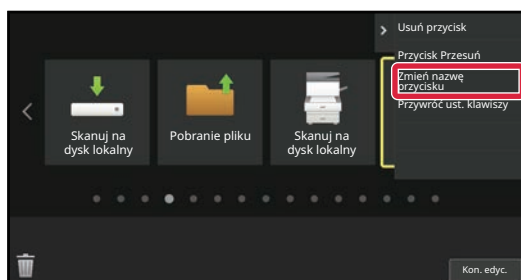 Usuń przycisk
Przycisk Przesuń
Zmień nazwę
przycisku
Przywróć ust. klawiszy
Skanuj na
dysk lokalny
Pobranie pliku
Skanuj na
dysk lokalny
Kon. edyc.